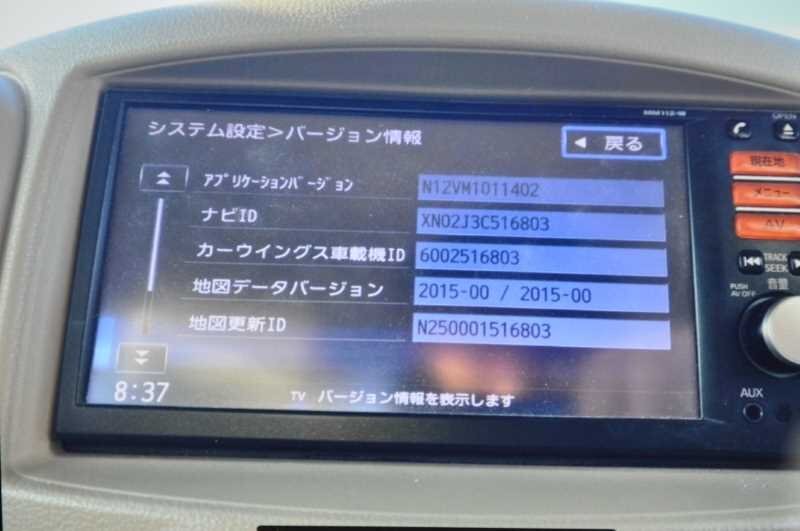 MM112-W
OPEN
システム設定>バージョン情報
◀ 戻る
アプリケーションバージョン N12VM1011402
ナビID XN02J3C516803
カーウイングス車載機ID 6002516803
地図データバージョン 2015-00 / 2015-00
地図更新ID N250001516803
8:37
TV バージョン情報を表示します
現在地
メニュー
AV
TRACK
SEEK
音量
PUSH
AV OFF
AUX